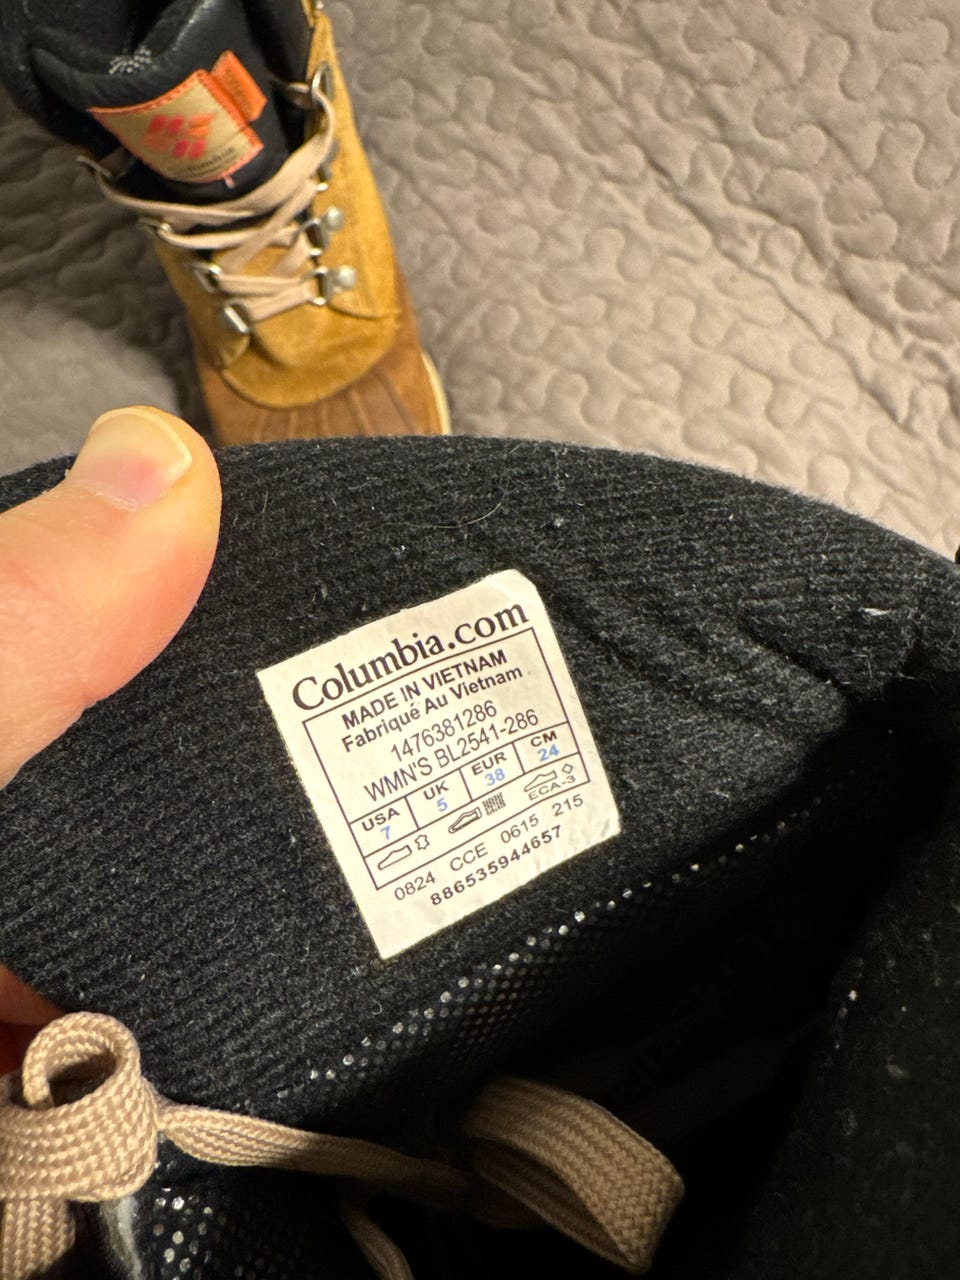 Columbia
Columbia.com
MADE IN VIETNAM
Fabriqué Au Vietnam
1476381286
WMN'S BL2541-286
USA UK EUR CM
7 5 38 24
ECA-3
0824 CCE 0615 215
886535944657